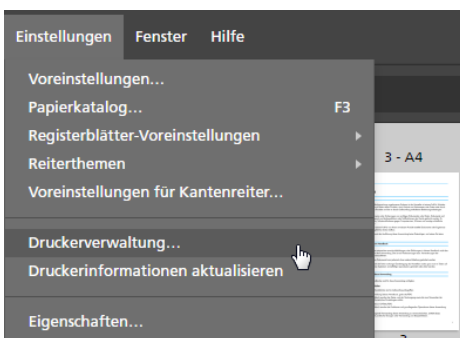 Einstellungen Fenster Hilfe
Voreinstellungen...
Papierkatalog... F3
Registerblätter-Voreinstellungen
Reiterthemen
3 - A4
Voreinstellungen für Kantenreiter...
Druckerverwaltung...
Druckerinformationen aktualisieren
Eigenschaften...